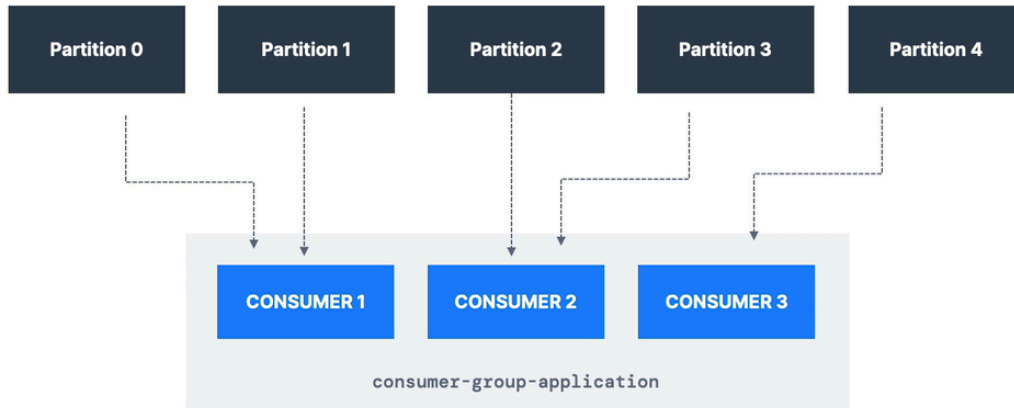 Partition 0
Partition 1
Partition 2
Partition 3
Partition 4
CONSUMER 1
CONSUMER 2
CONSUMER 3
consumer-group-application